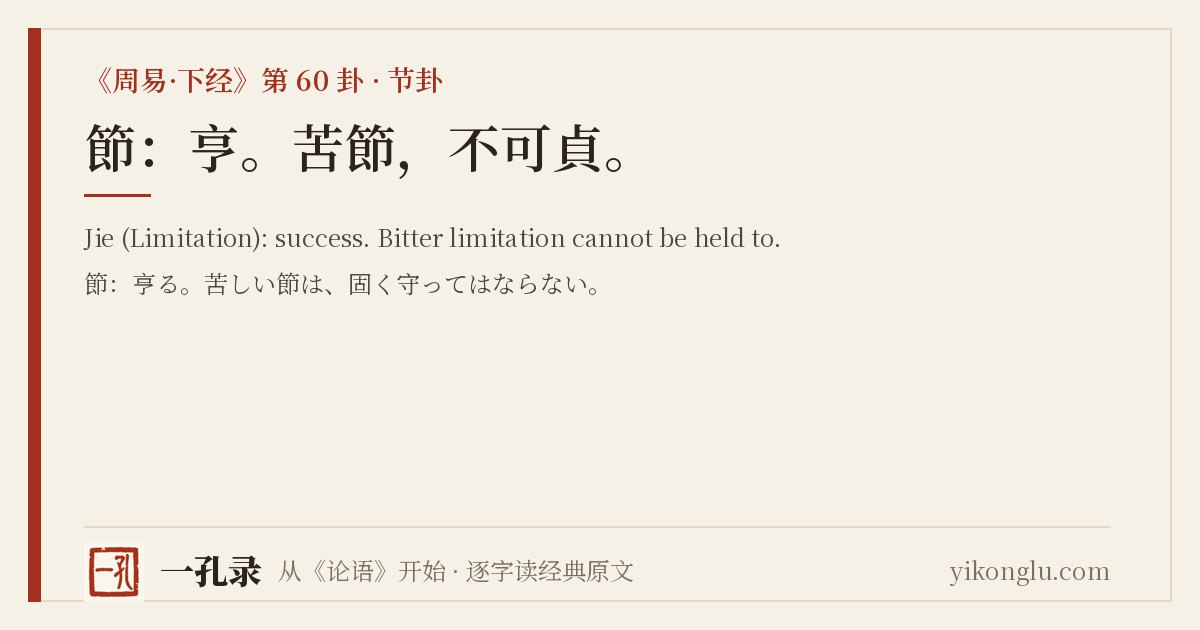 《周易·下经》第 60 卦 · 节卦
節：亨。苦節，不可貞。
Jie (Limitation): success. Bitter limitation cannot be held to.
節：亨る。苦しい節は、固く守ってはならない。
一孔
一孔录 从《论语》开始 · 逐字读经典原文 yikonglu.com